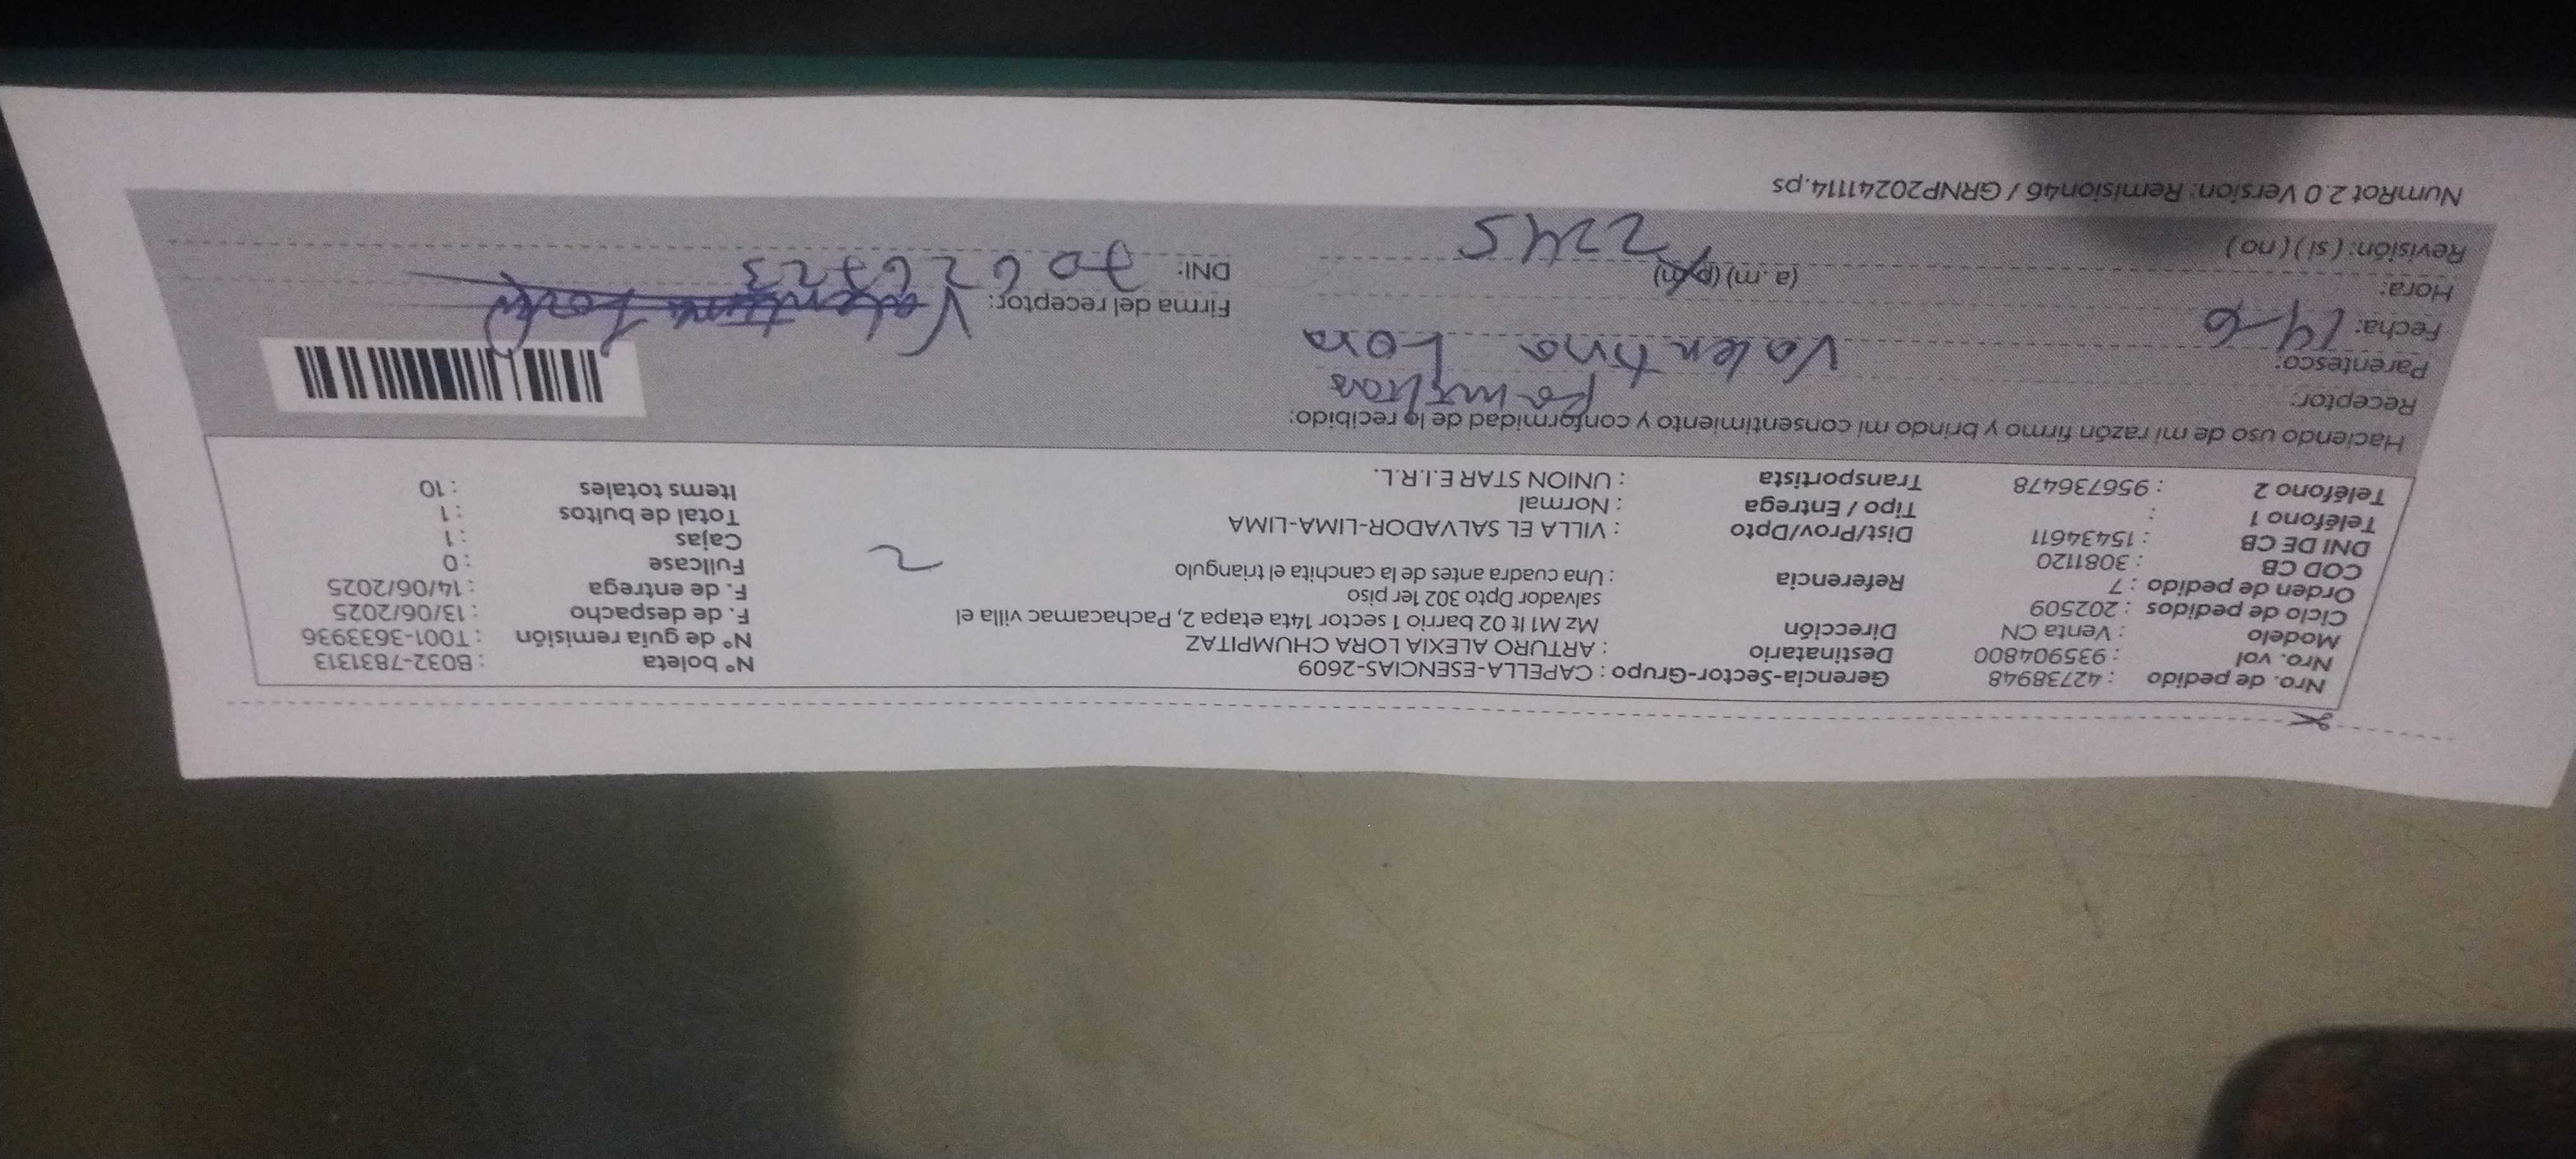 Nro. de pedido : 42738948 Gerencia-Sector-Grupo : CAPELLA-ESENCIAS-2609 N° boleta : B032-7831313
Nro. vol : 935904800 Destinatario : ARTURO ALEXIA LORA CHUMPITAZ N° de guía remisión : T001-3633936
Modelo : Venta CN Dirección Mz M1 lt 02 barrio 1 sector 14ta etapa 2, Pachacamac villa el F. de despacho : 13/06/2025
Ciclo de pedidos : 202509 salvador Dpto 302 1er piso F. de entrega : 14/06/2025
Orden de pedido : 7 Referencia : Una cuadra antes de la canchita el triangulo Fullcase : 0
COD CB : 3081120 Cajas : 1
DNI DE CB : 15434611 Dist/Prov/Dpto : VILLA EL SALVADOR-LIMA-LIMA Total de bultos : 1
Teléfono 1 : Tipo / Entrega : Normal Items totales : 10
Teléfono 2 : 956736478 Transportista : UNION STAR E.I.R.L.
2
Haciendo uso de mi razón firmo y brindo mi consentimiento y conformidad de lo recibido:
Receptor: familiar
Parentesco: Valentina Lora
Fecha: 14-6 Firma del receptor: Valentina Lora
Hora: (a.m) (p.m) 2245 DNI: 70626723
Revisión: ( si ) ( no )
NumRot 2.0 Version: Remision46 / GRNP20241114.ps